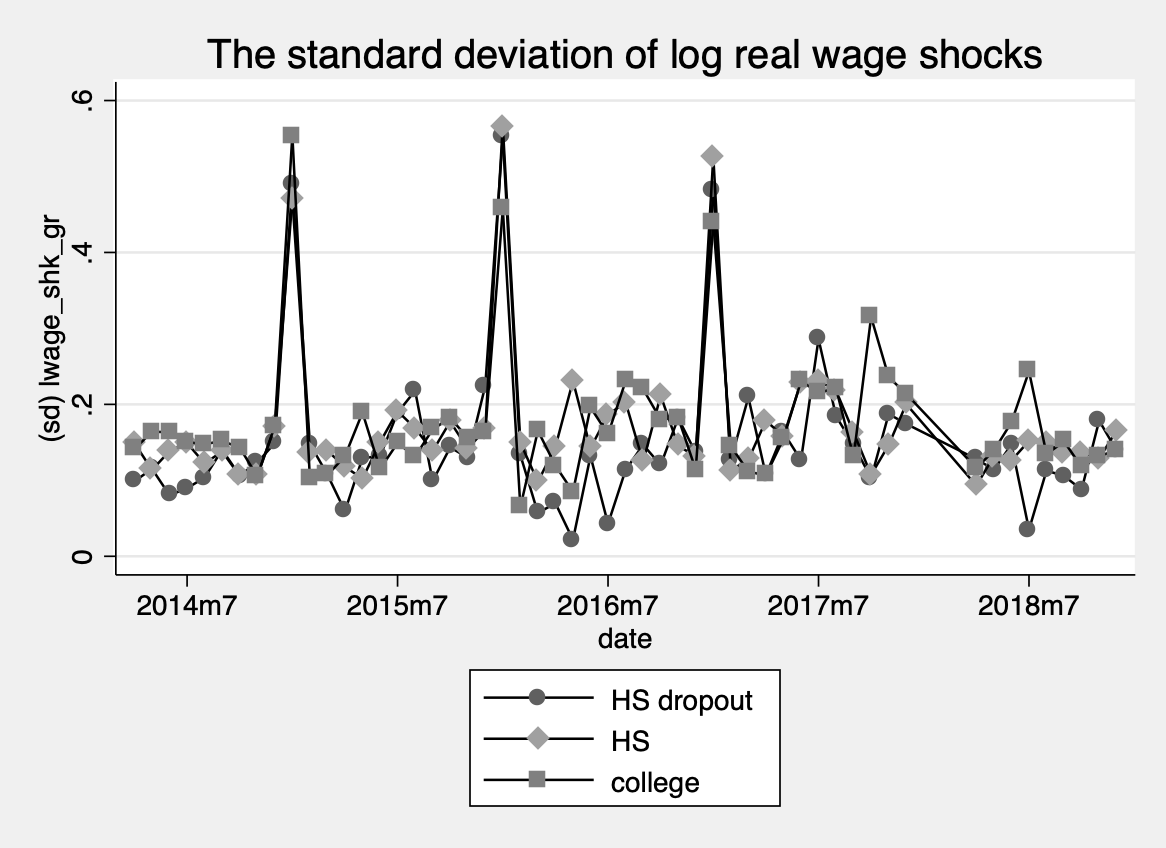 The standard deviation of log real wage shocks
(sd) lwage_shk_gr
.6
.4
.2
0
2014m7 2015m7 2016m7 2017m7 2018m7
date
HS dropout
HS
college